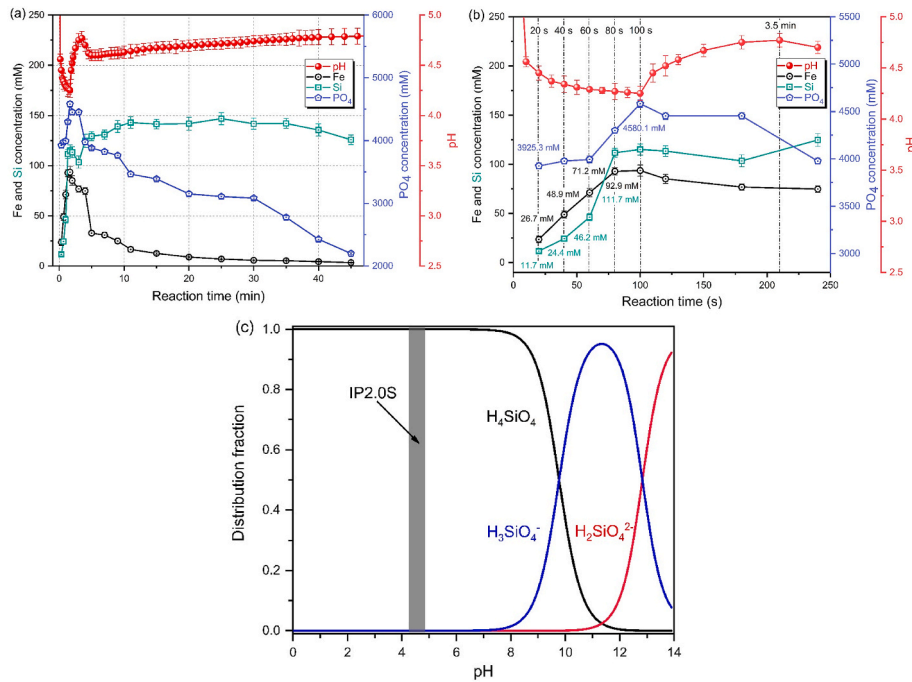 (a)
Fe and Si concentration (mM)
250
200
150
100
50
0
0
10
20
30
40
Reaction time (min)
pH
Fe
Si
PO₄
6000
5000
4000
3000
2000
PO₄ concentration (mM)
5.0
4.5
4.0
3.5
3.0
2.5
pH
(b)
Fe and Si concentration (mM)
250
200
150
100
50
0
0
50
100
150
200
250
Reaction time (s)
20 s
40 s
60 s
80 s
100 s
3.5 min
pH
Fe
Si
PO₄
3925.3 mM
4580.1 mM
71.2 mM
48.9 mM
26.7 mM
92.9 mM
111.7 mM
46.2 mM
24.4 mM
11.7 mM
5500
5000
4500
4000
3500
3000
PO₄ concentration (mM)
5.0
4.5
4.0
3.5
3.0
2.5
pH
(c)
Distribution fraction
1.0
0.8
0.6
0.4
0.2
0.0
0
2
4
6
8
10
12
14
pH
IP2.0S
H₄SiO₄
H₃SiO₄⁻
H₂SiO₄²⁻